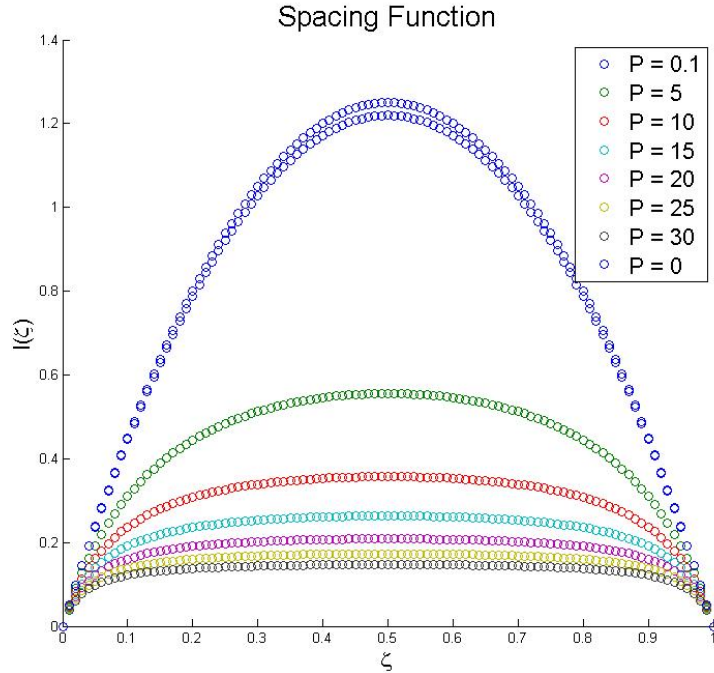 Spacing Function
1.4
1.2
1
0.8
0.6
0.4
0.2
0
I(ζ)
P = 0.1
P = 5
P = 10
P = 15
P = 20
P = 25
P = 30
P = 0
0 0.1 0.2 0.3 0.4 0.5 0.6 0.7 0.8 0.9 1
ζ